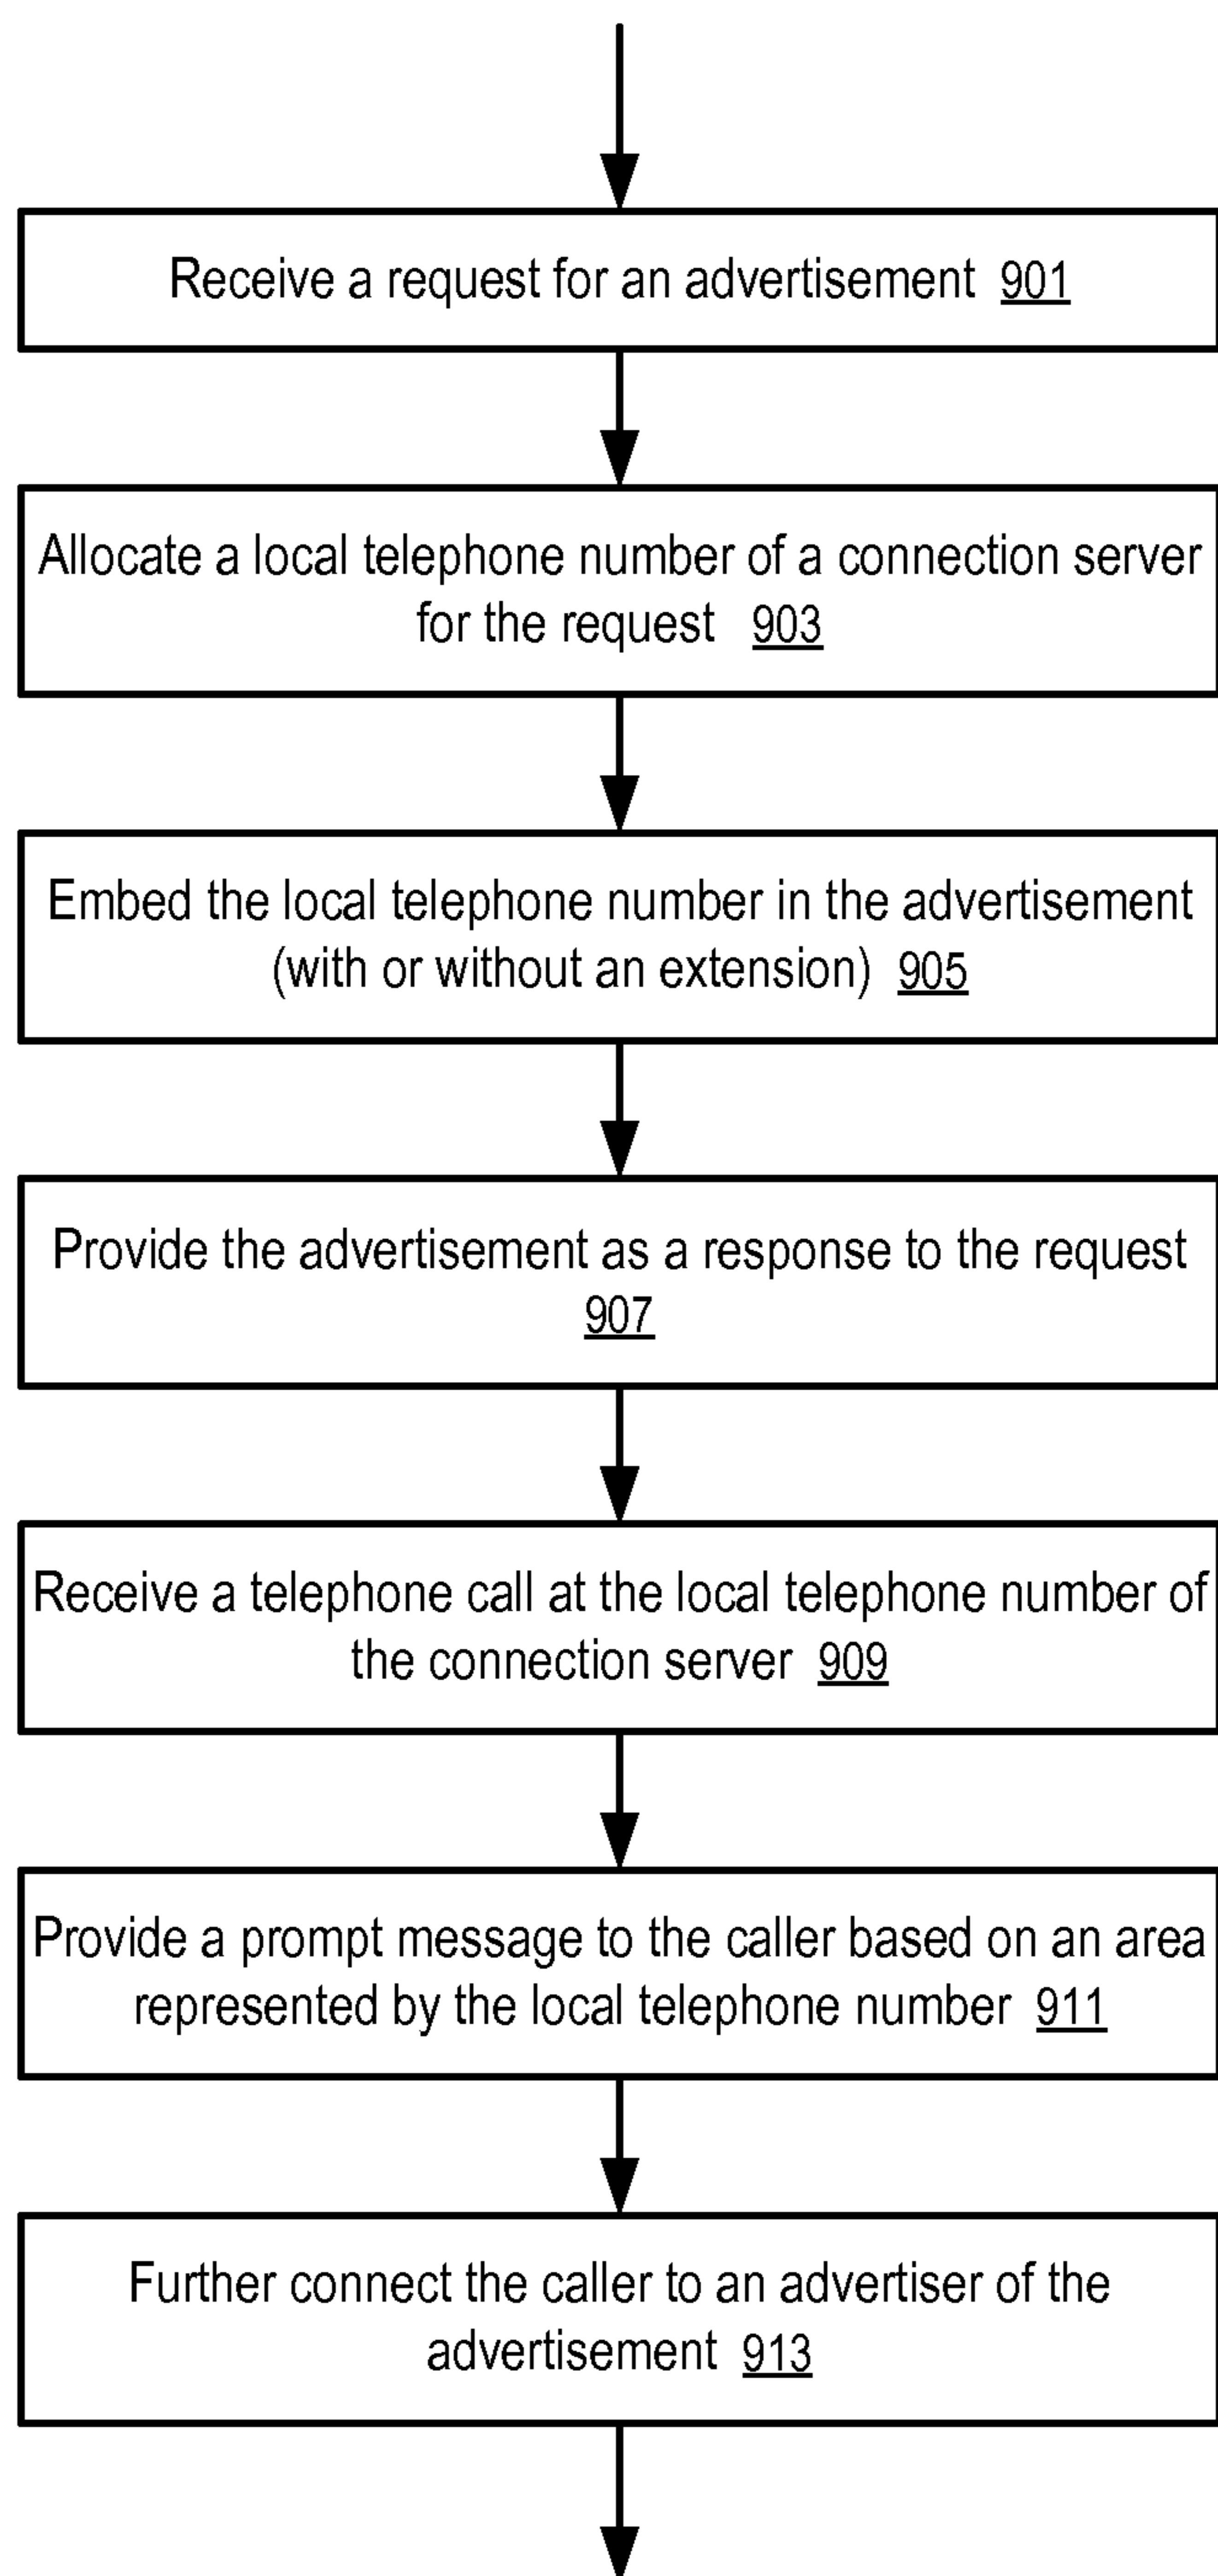 Receive a request for an advertisement 901
Allocate a local telephone number of a connection server
for the request 903
Embed the local telephone number in the advertisement
(with or without an extension) 905
Provide the advertisement as a response to the request
907
Receive a telephone call at the local telephone number of
the connection server 909
Provide a prompt message to the caller based on an area
represented by the local telephone number 911
Further connect the caller to an advertiser of the
advertisement 913